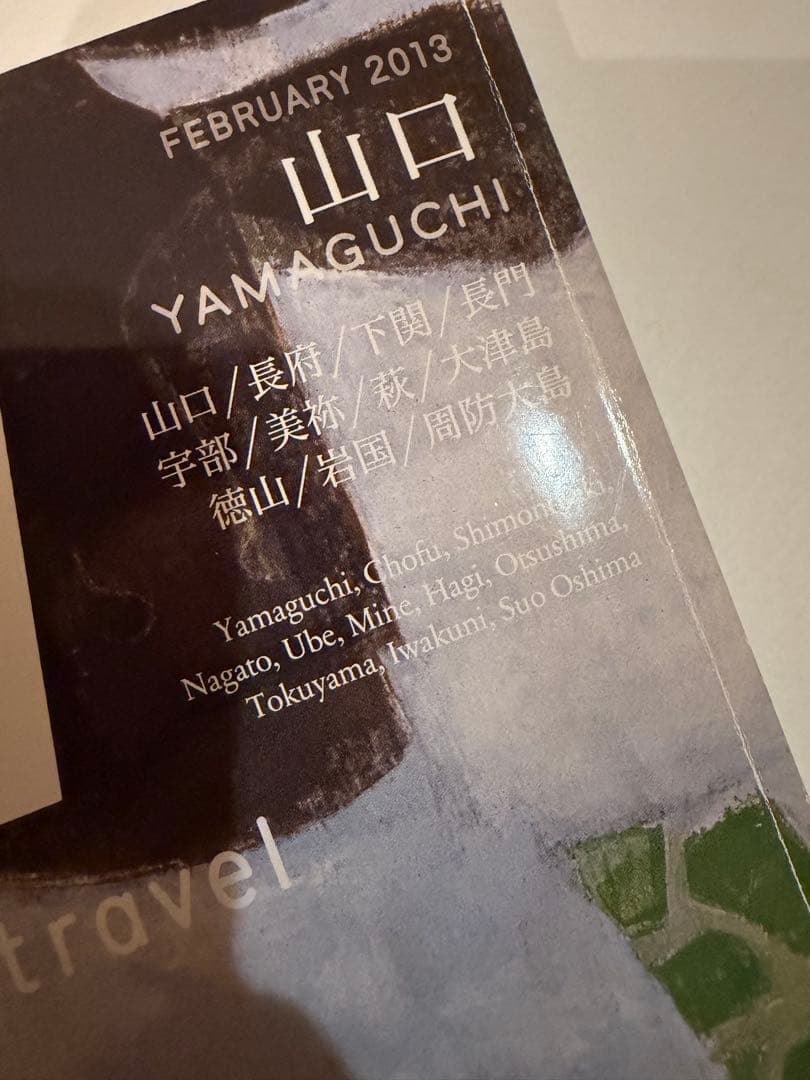 FEBRUARY 2013
山口
YAMAGUCHI
山口/長府/下関/長門
宇部/美祢/萩/大津島
徳山/岩国/周防大島
Yamaguchi, Chofu, Shimonoseki,
Nagato, Ube, Mine, Hagi, Otsushima,
Tokuyama, Iwakuni, Suo Oshima
travel